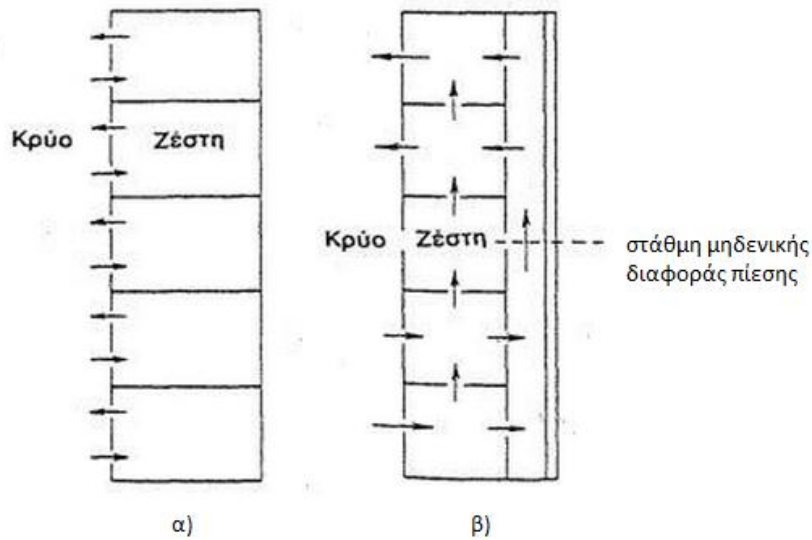 Κρύο Ζέστη
Κρύο Ζέστη
στάθμη μηδενικής
διαφοράς πίεσης
α)
β)